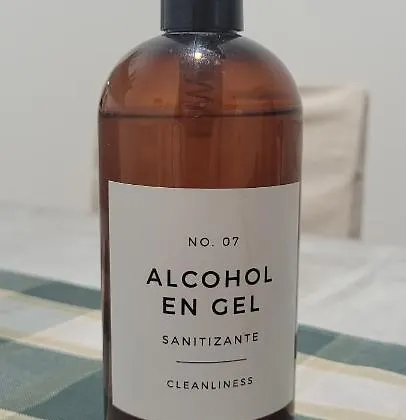 NO. 07
ALCOHOL
EN GEL
SANITIZANTE
CLEANLINESS